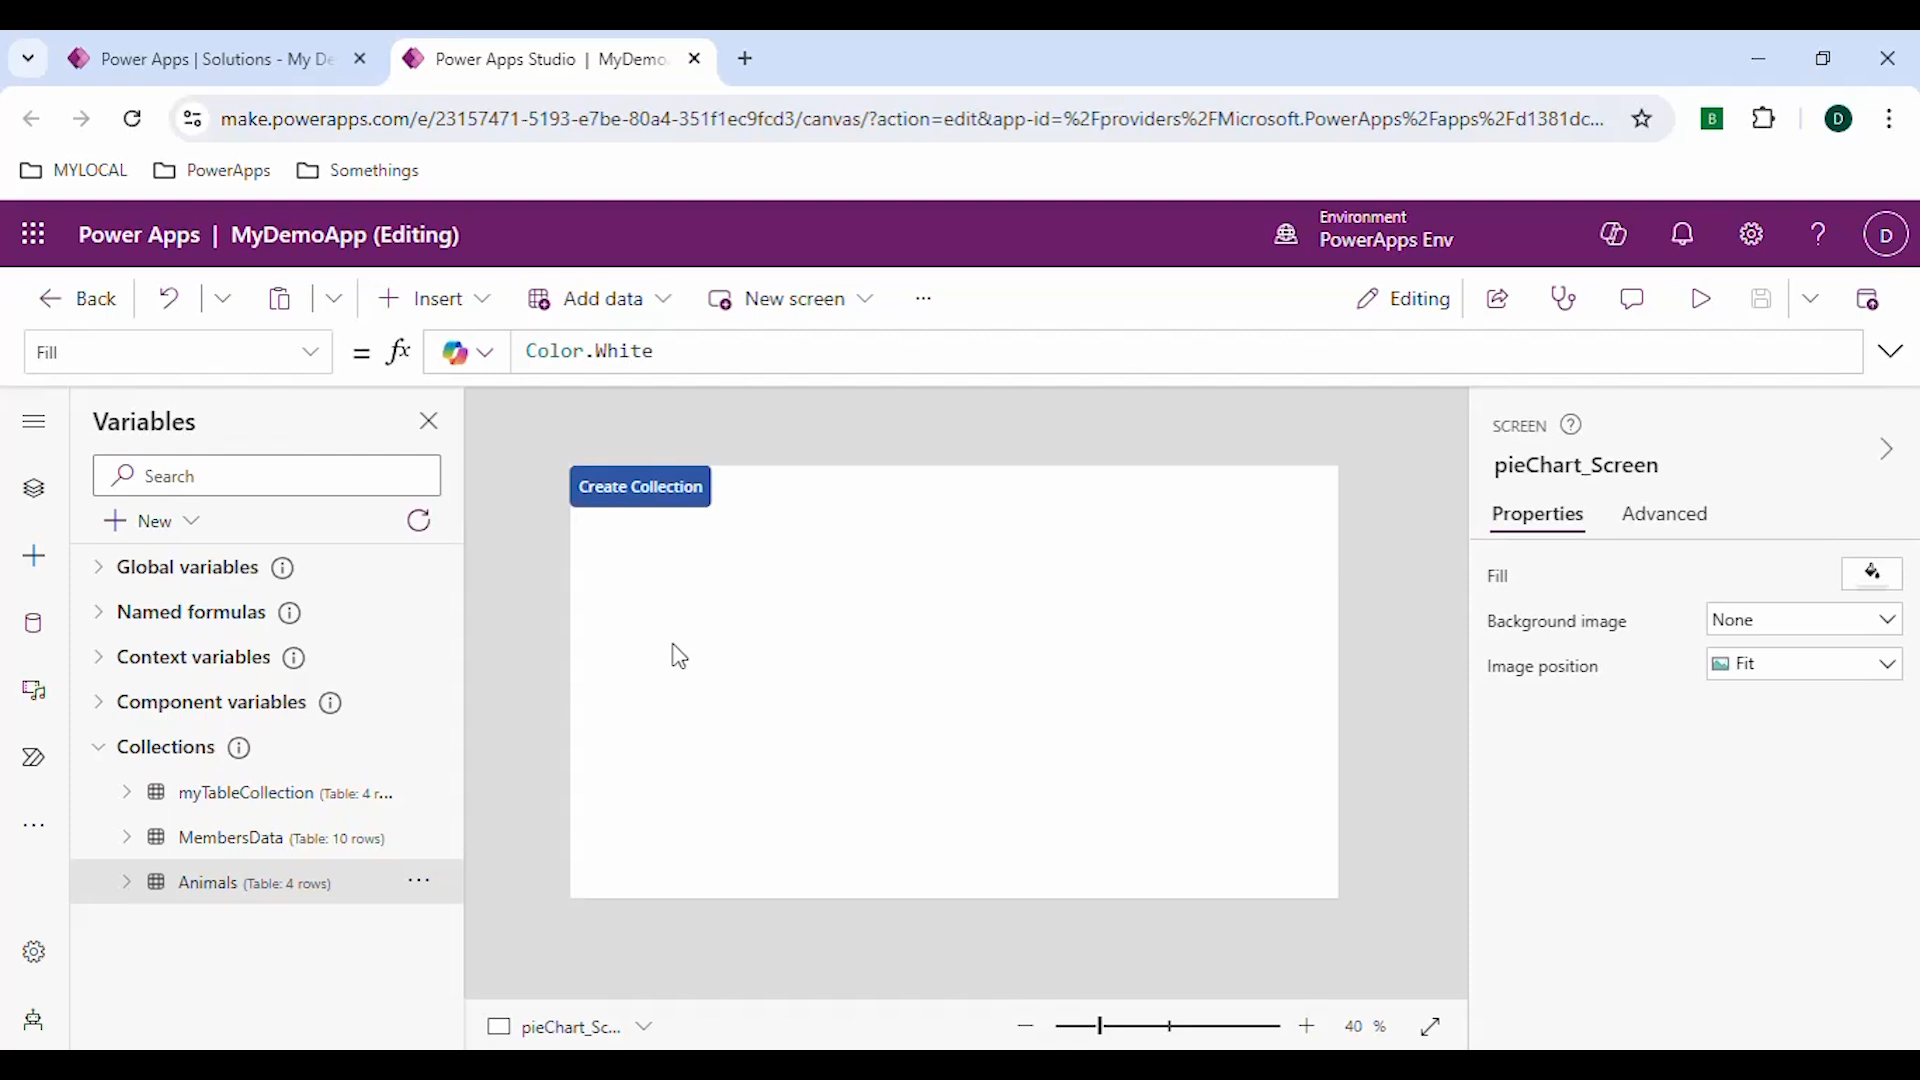 Power Apps | Solutions - My De
Power Apps Studio | MyDemo
make.powerapps.com/e/23157471-5193-e7be-80a4-351f1ec9fcd3/canvas/?action=edit&app-id=%2Fproviders%2FMicrosoft.PowerApps%2Fapps%2Fd1381dc...
B
D
MYLOCAL
PowerApps
Somethings
Power Apps | MyDemoApp (Editing)
Environment
PowerApps Env
D
Back
Insert
Add data
New screen
Editing
Fill
= fx
Color.White
Variables
Search
New
Global variables
Named formulas
Context variables
Component variables
Collections
myTableCollection (Table: 4 r...
MembersData (Table: 10 rows)
Animals (Table: 4 rows)
Create Collection
SCREEN
pieChart_Screen
Properties
Advanced
Fill
Background image
None
Image position
Fit
pieChart_Sc...
40 %